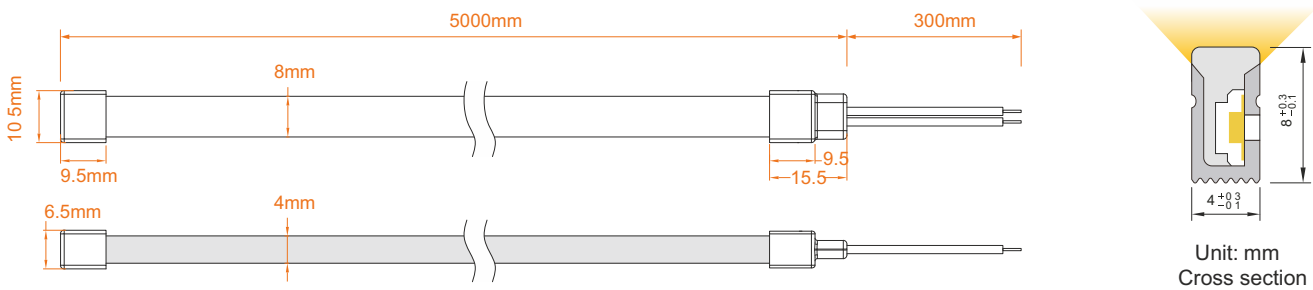 5000mm
300mm
8mm
10 5mm
9.5mm
9.5
15.5
6.5mm
4mm
8 +0.3 -0.1
4 +0 3 -0 1
Unit: mm
Cross section